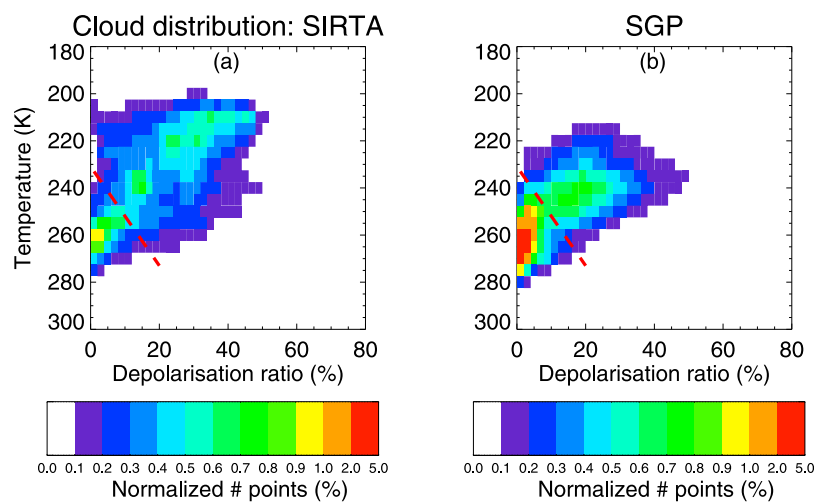 Cloud distribution: SIRTA
SGP
(a)
(b)
Temperature (K)
180
200
220
240
260
280
300
0 20 40 60 80
Depolarisation ratio (%)
180
200
220
240
260
280
300
0 20 40 60 80
Depolarisation ratio (%)
0.0 0.1 0.2 0.3 0.4 0.5 0.6 0.7 0.8 0.9 1.0 2.0 5.0
Normalized # points (%)
0.0 0.1 0.2 0.3 0.4 0.5 0.6 0.7 0.8 0.9 1.0 2.0 5.0
Normalized # points (%)